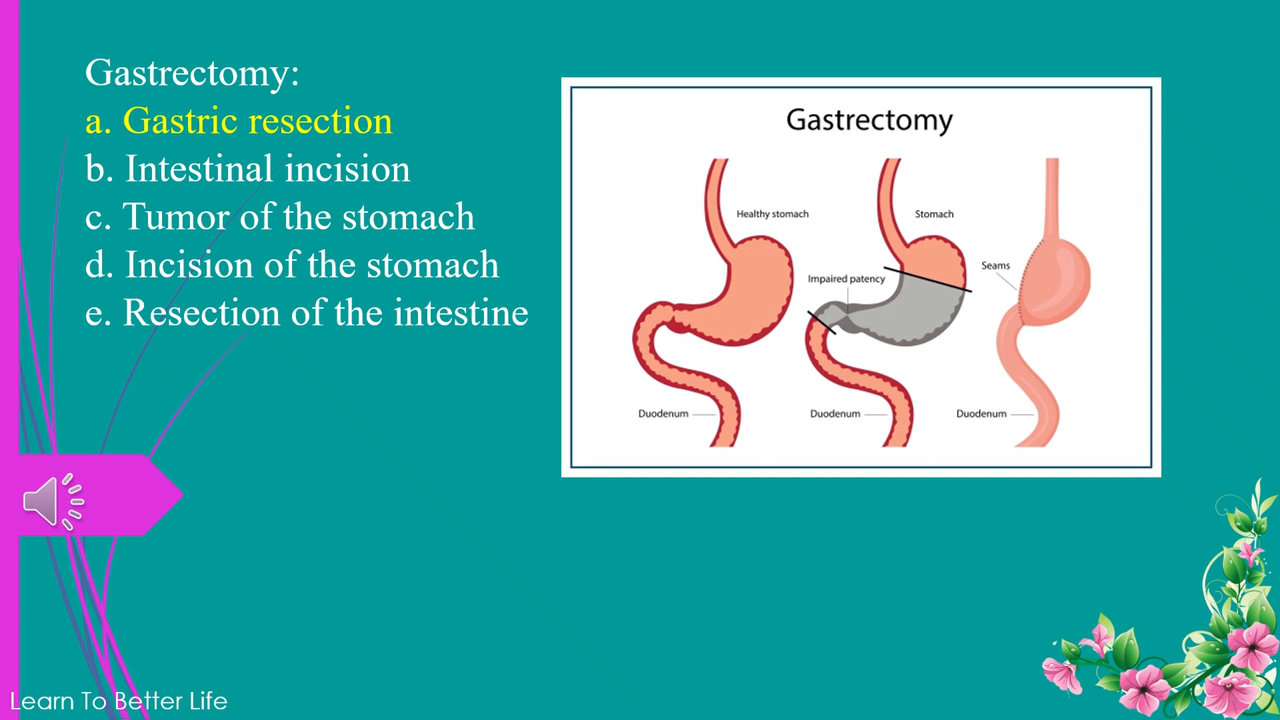 Gastrectomy:
a. Gastric resection
b. Intestinal incision
c. Tumor of the stomach
d. Incision of the stomach
e. Resection of the intestine
Gastrectomy
Healthy stomach
Stomach
Seams
Impaired patency
Duodenum
Duodenum
Duodenum
Learn To Better Life